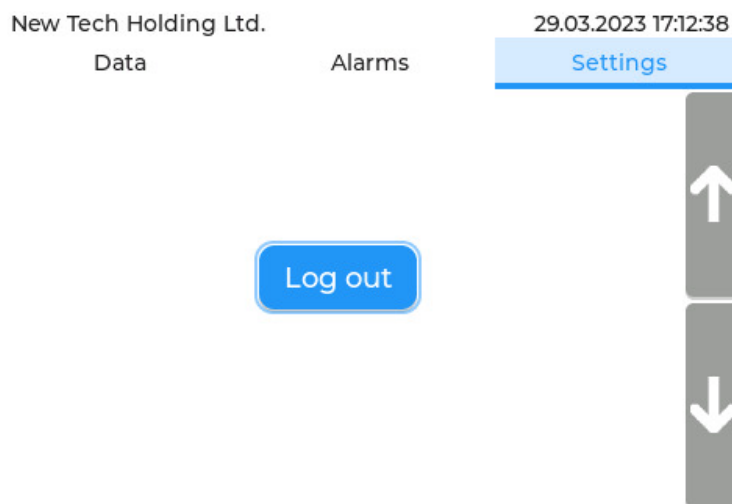 New Tech Holding Ltd. 29.03.2023 17:12:38
Data Alarms Settings
Log out